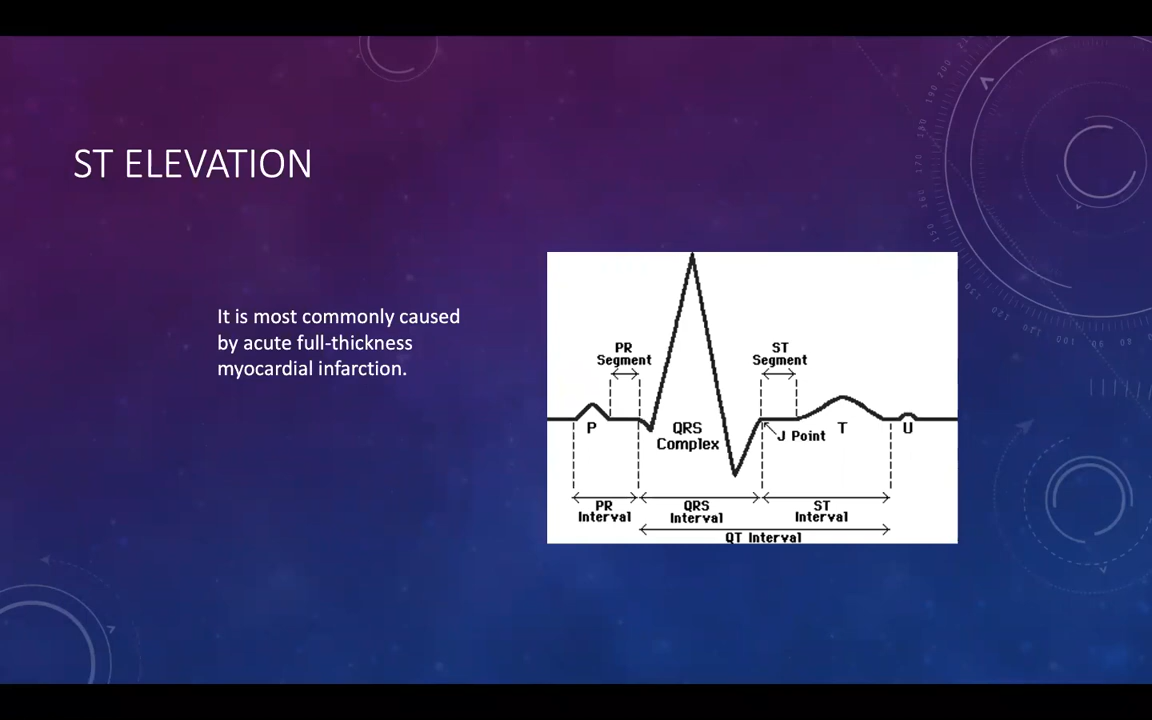 ST ELEVATION
It is most commonly caused
by acute full-thickness
myocardial infarction.
PR
Segment
ST
Segment
P
QRS
Complex
J Point
T
U
PR
Interval
QRS
Interval
ST
Interval
QT Interval